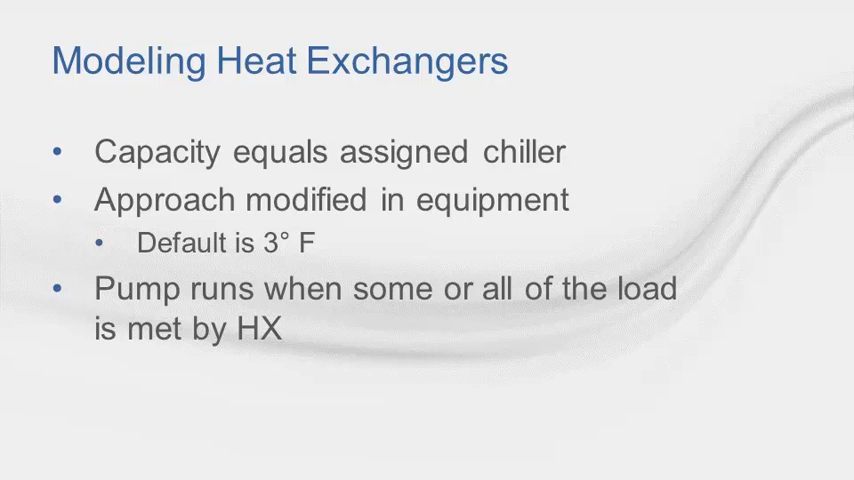 Modeling Heat Exchangers
• Capacity equals assigned chiller
• Approach modified in equipment
• Default is 3° F
• Pump runs when some or all of the load
is met by HX